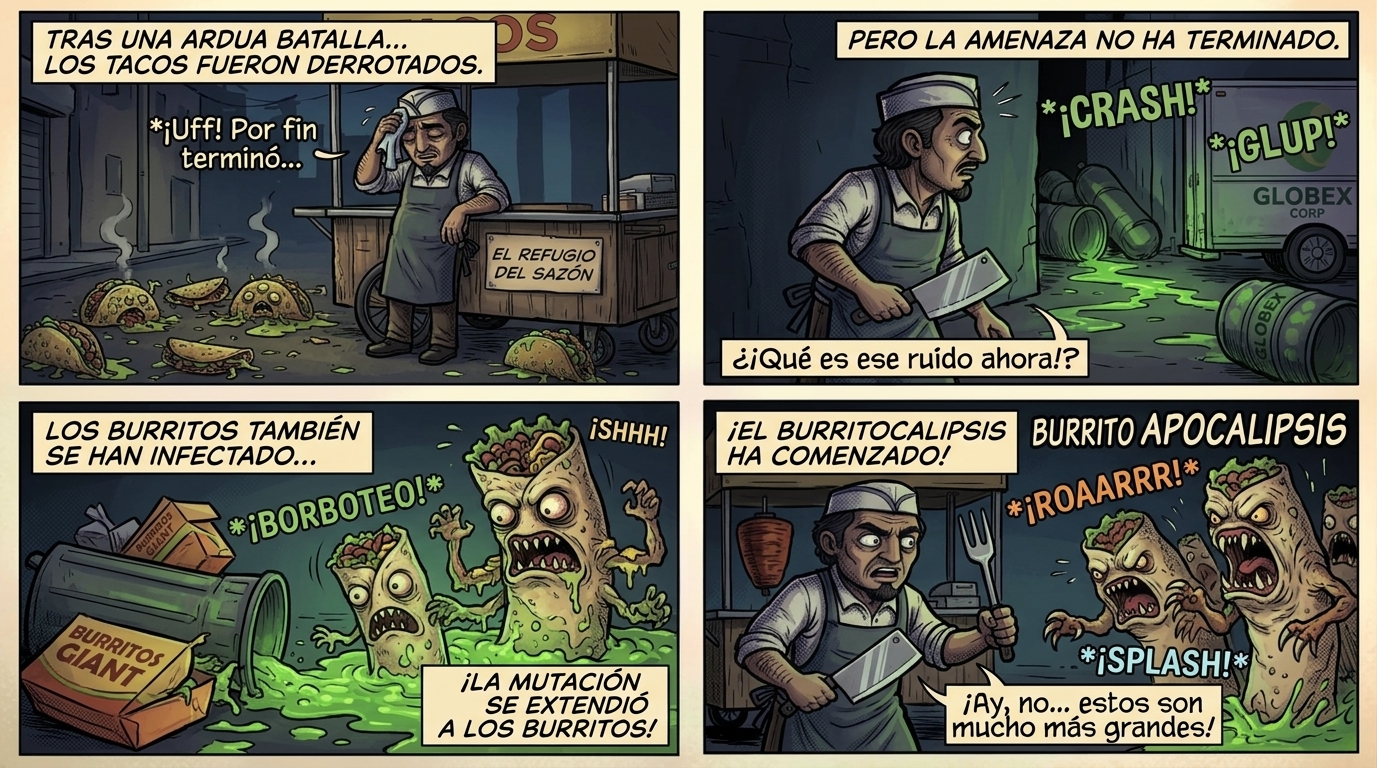 TACOS
TRAS UNA ARDUA BATALLA...
LOS TACOS FUERON DERROTADOS.
*¡Uff! Por fin
terminó...
EL REFUGIO
DEL SAZÓN
PERO LA AMENAZA NO HA TERMINADO.
*¡CRASH!*
*¡GLUP!*
GLOBEX
CORP
GLOBEX
¿¡Qué es ese ruído ahora!?
LOS BURRITOS TAMBIÉN
SE HAN INFECTADO...
¡SHHH!
*¡BORBOTEO!*
BURRITOS
GIANT
BURRITOS
GIANT
¡LA MUTACIÓN
SE EXTENDIÓ
A LOS BURRITOS!
¡EL BURRITOCALIPSIS
HA COMENZADO!
BURRITO APOCALIPSIS
*¡ROAARRR!*
*¡SPLASH!*
¡Ay, no... estos son
mucho más grandes!